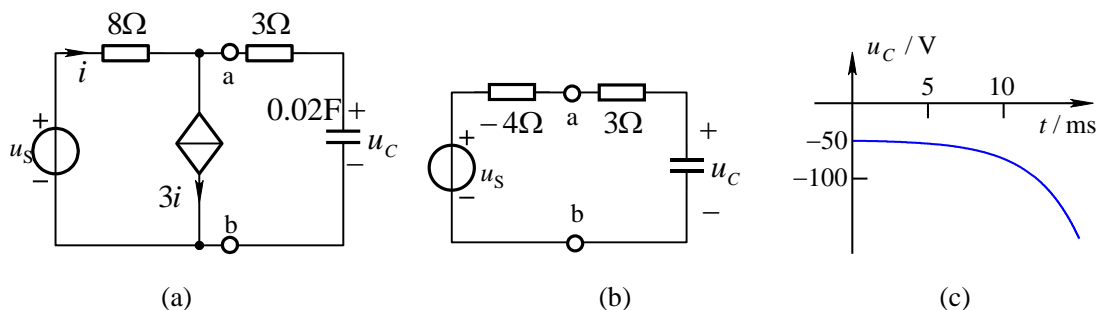 8Ω 3Ω
i a
0.02F +
+ u_S − u_C −
3i
b
(a)
−4Ω a 3Ω
+ u_S −
+ u_C −
b
(b)
u_C / V
5 10
t / ms
−50
−100
(c)